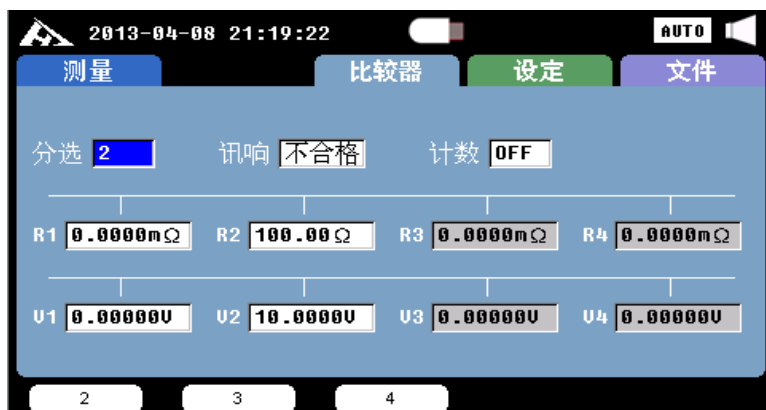 2013-04-08 21:19:22 AUTO
测量 比较器 设定 文件
分选 2 讯响 不合格 计数 OFF
R1 0.0000mΩ R2 100.00Ω R3 0.0000mΩ R4 0.0000mΩ
V1 0.00000V V2 10.0000V V3 0.00000V V4 0.00000V
2 3 4